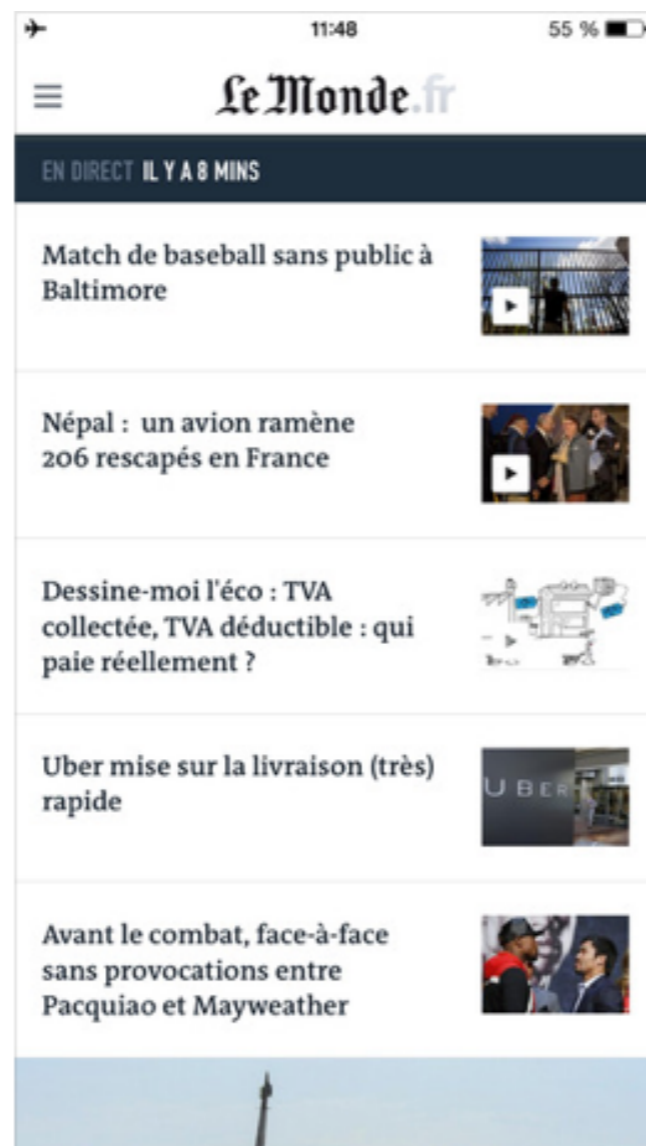 11:48
55 %
Le Monde.fr
EN DIRECT IL Y A 8 MINS
Match de baseball sans public à
Baltimore
Népal : un avion ramène
206 rescapés en France
Dessine-moi l'éco : TVA
collectée, TVA déductible : qui
paie réellement ?
Uber mise sur la livraison (très)
rapide
UBER
Avant le combat, face-à-face
sans provocations entre
Pacquiao et Mayweather